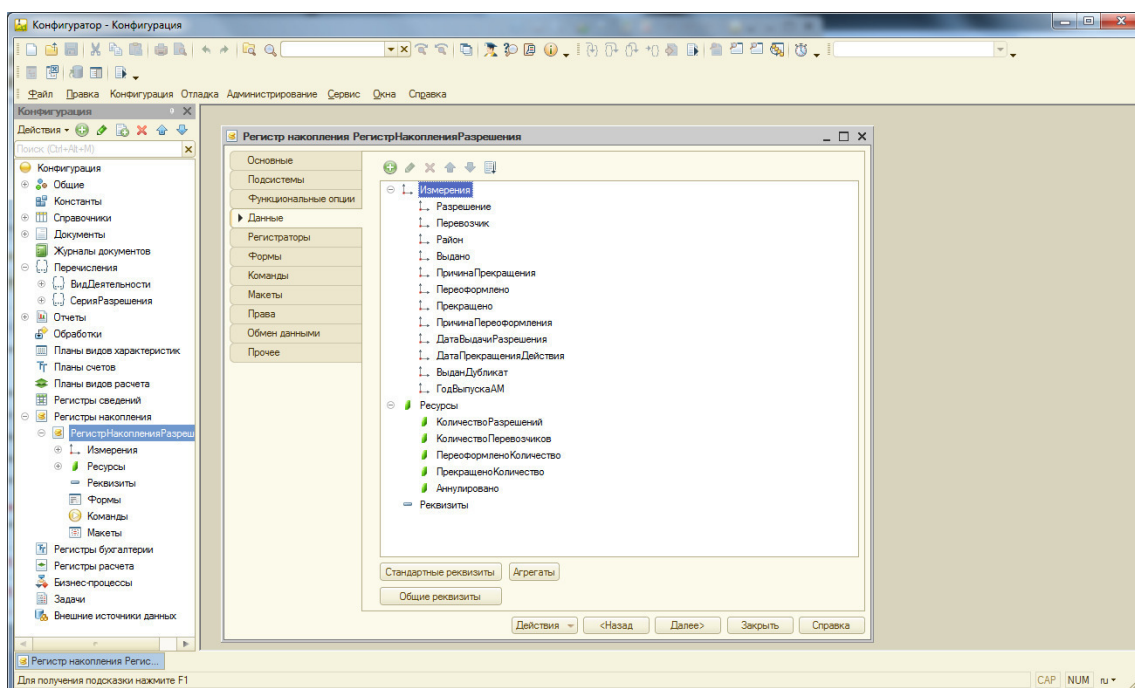 Конфигуратор - Конфигурация
Файл Правка Конфигурация Отладка Администрирование Сервис Окна Справка
Конфигурация
Действия
Поиск (Ctrl+Alt+M)
Конфигурация
Общие
Константы
Справочники
Документы
Журналы документов
Перечисления
ВидДеятельности
СерияРазрешения
Отчеты
Обработки
Планы видов характеристик
Планы счетов
Планы видов расчета
Регистры сведений
Регистры накопления
РегистрНакопленияРазреш
Измерения
Ресурсы
Реквизиты
Формы
Команды
Макеты
Регистры бухгалтерии
Регистры расчета
Бизнес-процессы
Задачи
Внешние источники данных
Регистр накопления РегистрНакопленияРазрешения
Основные
Подсистемы
Функциональные опции
Данные
Регистраторы
Формы
Команды
Макеты
Права
Обмен данными
Прочее
Измерения
Разрешение
Перевозчик
Район
Выдано
ПричинаПрекращения
Переоформлено
Прекращено
ПричинаПереоформления
ДатаВыдачиРазрешения
ДатаПрекращенияДействия
ВыданДубликат
ГодВыпускаАМ
Ресурсы
КоличествоРазрешений
КоличествоПеревозчиков
ПереоформленоКоличество
ПрекращеноКоличество
Аннулировано
Реквизиты
Стандартные реквизиты Агрегаты
Общие реквизиты
Действия <Назад Далее> Закрыть Справка
Регистр накопления Регис...
Для получения подсказки нажмите F1 CAP NUM ru